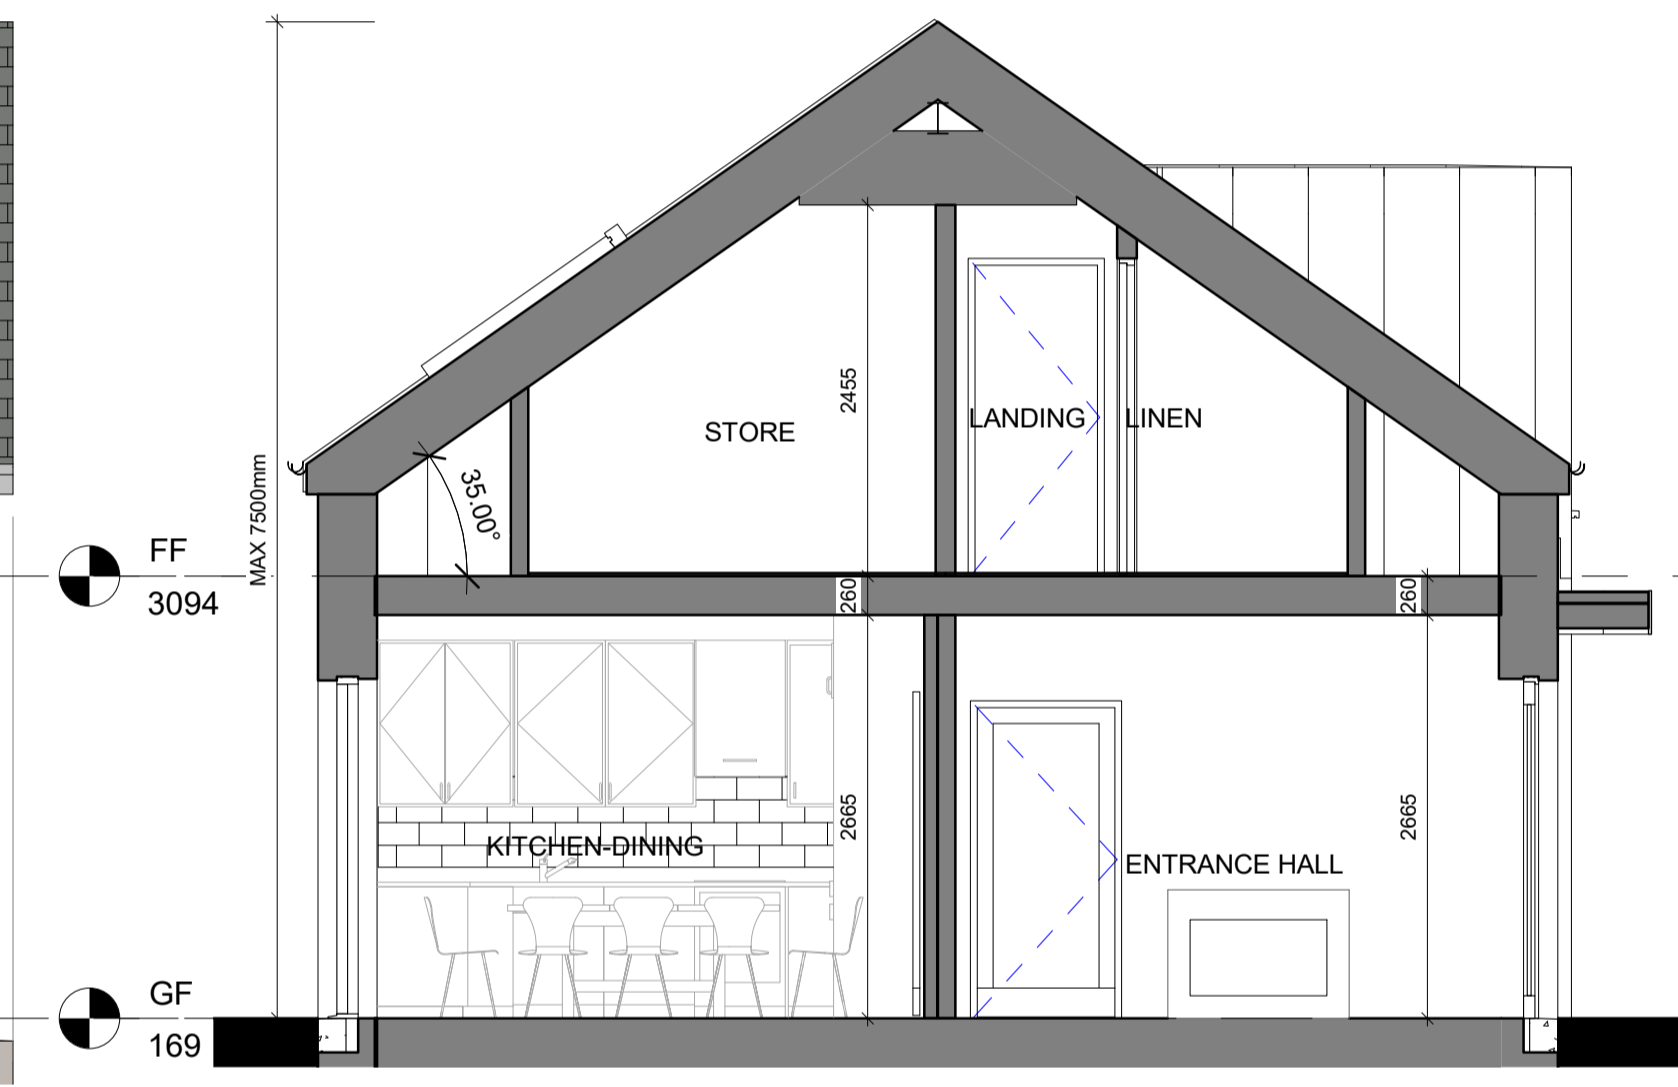 MAX 7500mm
STORE
2455
LANDING
LINEN
35.00°
FF
3094
260
260
KITCHEN-DINING
2665
2665
ENTRANCE HALL
GF
169